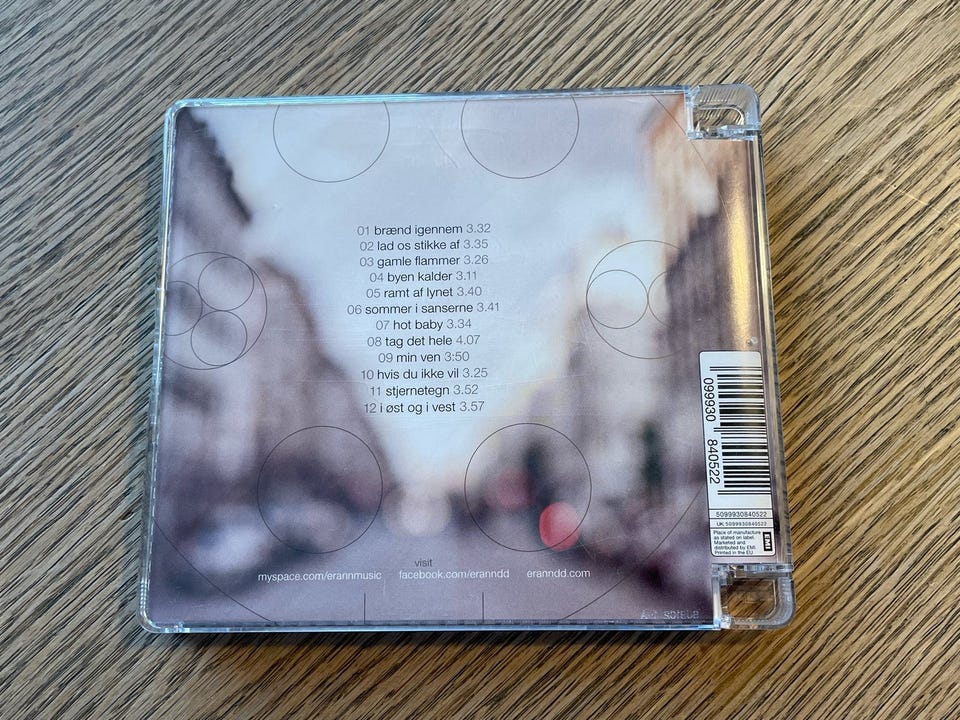 01 brænd igennem 3.32
02 lad os stikke af 3.35
03 gamle flammer 3.26
04 byen kalder 3.11
05 ramt af lynet 3.40
06 sommer i sanserne 3.41
07 hot baby 3.34
08 tag det hele 4.07
09 min ven 3:50
10 hvis du ikke vil 3.25
11 stjernetegn 3.52
12 i øst og i vest 3.57
visit
myspace.com/erannmusic facebook.com/eranndd eranndd.com
099930 840522
5099930840522
UK: 5099930840522
Place of manufacture
as stated on label.
Marketed and
distributed by EMI
Printed in the EU
EMI